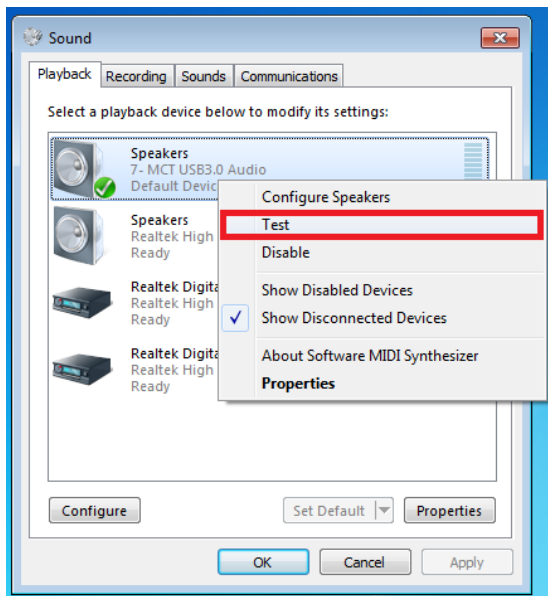 Sound
Playback Recording Sounds Communications
Select a playback device below to modify its settings:
Speakers
7- MCT USB3.0 Audio
Default Devic
Speakers
Realtek High
Ready
Realtek Digita
Realtek High
Ready
Realtek Digita
Realtek High
Ready
Configure Speakers
Test
Disable
Show Disabled Devices
Show Disconnected Devices
About Software MIDI Synthesizer
Properties
Configure Set Default Properties
OK Cancel Apply